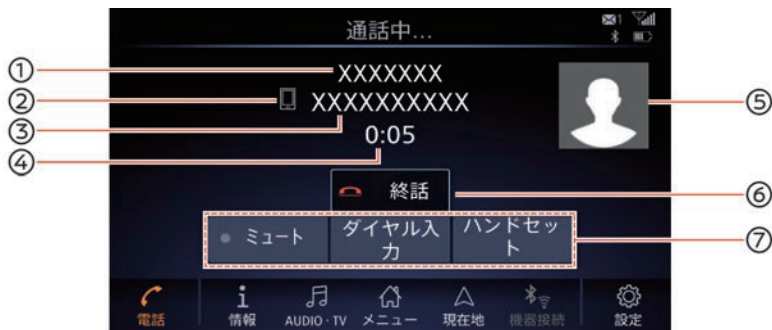 通話中...
1
① XXXXXXX
② XXXXXXXXXX
③
⑤
④ 0:05
終話
⑥
ミュート
ダイヤル入
力
ハンドセッ
ト
⑦
電話
情報
AUDIO・TV
メニュー
現在地
機器接続
設定